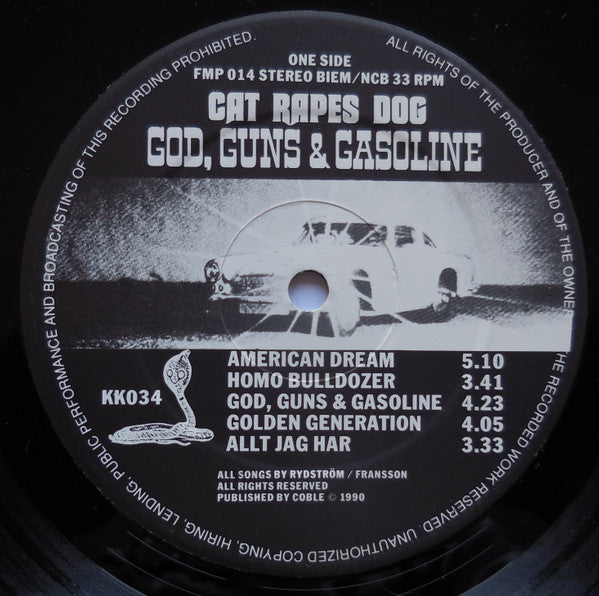 ONE SIDE
FMP 014 STEREO BIEM/NCB 33 RPM
CAT RAPES DOG
GOD, GUNS & GASOLINE
AMERICAN DREAM 5.10
HOMO BULLDOZER 3.41
GOD, GUNS & GASOLINE 4.23
GOLDEN GENERATION 4.05
ALLT JAG HAR 3.33
KK034
ALL SONGS BY RYDSTRÖM / FRANSSON
ALL RIGHTS RESERVED
PUBLISHED BY COBLE © 1990
ALL RIGHTS OF THE PRODUCER AND OF THE OWNER HE RECORDED WORK RESERVED. UNAUTHORIZED COPYING, HIRING, LENDING, PUBLIC PERFORMANCE AND BROADCASTING OF THIS RECORDING PROHIBITED.